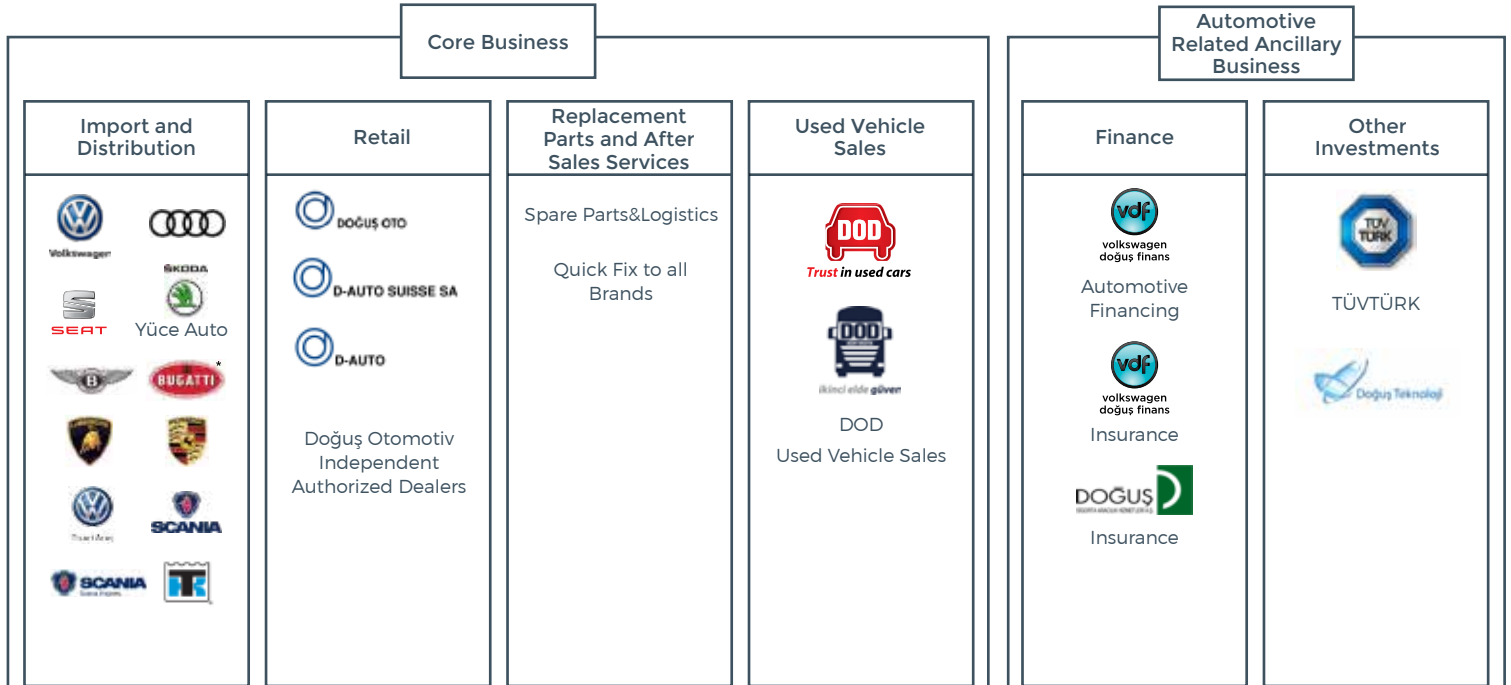 Core Business
Automotive
Related Ancillary
Business
Import and
Distribution
Volkswagen
ŠKODA
SEAT
Yüce Auto
B
BUGATTI
*
SCANIA
SCANIA
Retail
DOĞUŞ OTO
D-AUTO SUISSE SA
D-AUTO
Doğuş Otomotiv
Independent
Authorized Dealers
Replacement
Parts and After
Sales Services
Spare Parts&Logistics
Quick Fix to all
Brands
Used Vehicle
Sales
DOD
Trust in used cars
DOD
ikinci elde güven
DOD
Used Vehicle Sales
Finance
vdf
volkswagen
doğuş finans
Automotive
Financing
vdf
volkswagen
doğuş finans
Insurance
DOĞUŞ
Insurance
Other
Investments
TÜV
TURK
TÜVTÜRK
Doğuş Teknoloji